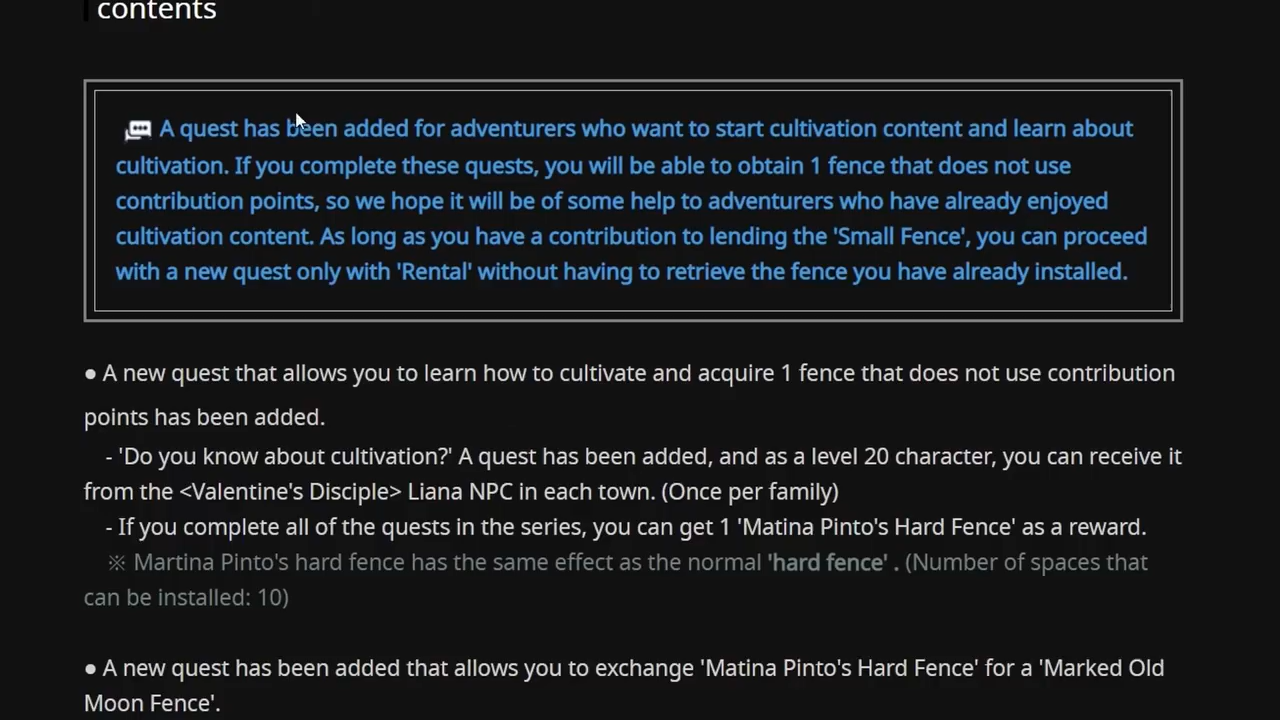 contents
A quest has been added for adventurers who want to start cultivation content and learn about
cultivation. If you complete these quests, you will be able to obtain 1 fence that does not use
contribution points, so we hope it will be of some help to adventurers who have already enjoyed
cultivation content. As long as you have a contribution to lending the 'Small Fence', you can proceed
with a new quest only with 'Rental' without having to retrieve the fence you have already installed.
● A new quest that allows you to learn how to cultivate and acquire 1 fence that does not use contribution
points has been added.
- 'Do you know about cultivation?' A quest has been added, and as a level 20 character, you can receive it
from the <Valentine's Disciple> Liana NPC in each town. (Once per family)
- If you complete all of the quests in the series, you can get 1 'Matina Pinto's Hard Fence' as a reward.
※ Martina Pinto's hard fence has the same effect as the normal 'hard fence' . (Number of spaces that
can be installed: 10)
● A new quest has been added that allows you to exchange 'Matina Pinto's Hard Fence' for a 'Marked Old
Moon Fence'.